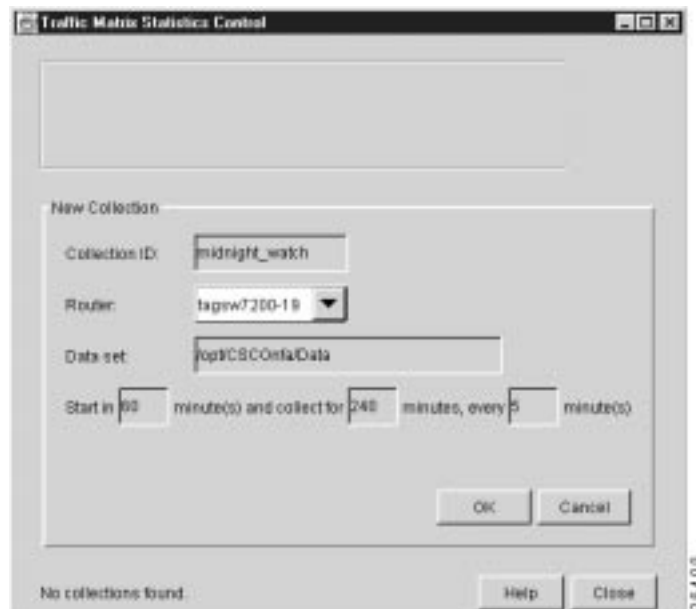 Traffic Matrix Statistics Control
New Collection
Collection ID: midnight_watch
Router: tagsw7200-19
Data set: /opt/CSCOnfa/Data
Start in 60 minute(s) and collect for 240 minutes, every 5 minute(s)
OK Cancel
No collections found. Help Close